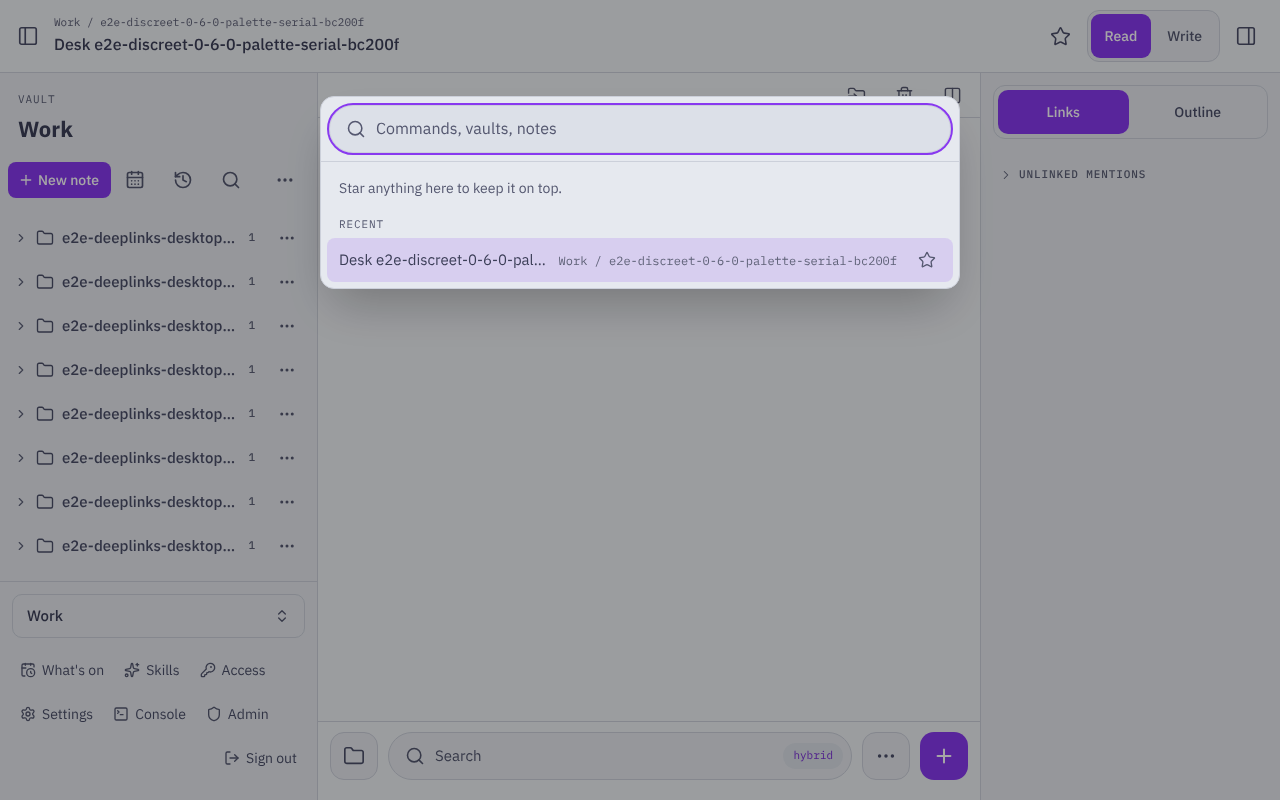 Work / e2e-discreet-0-6-0-palette-serial-bc200f
Desk e2e-discreet-0-6-0-palette-serial-bc200f
Read
Write
VAULT
Work
New note
e2e-deeplinks-desktop... 1
e2e-deeplinks-desktop... 1
e2e-deeplinks-desktop... 1
e2e-deeplinks-desktop... 1
e2e-deeplinks-desktop... 1
e2e-deeplinks-desktop... 1
e2e-deeplinks-desktop... 1
e2e-deeplinks-desktop... 1
Work
What's on
Skills
Access
Settings
Console
Admin
Sign out
Commands, vaults, notes
Star anything here to keep it on top.
RECENT
Desk e2e-discreet-0-6-0-pal... Work / e2e-discreet-0-6-0-palette-serial-bc200f
Search
hybrid
Links
Outline
UNLINKED MENTIONS